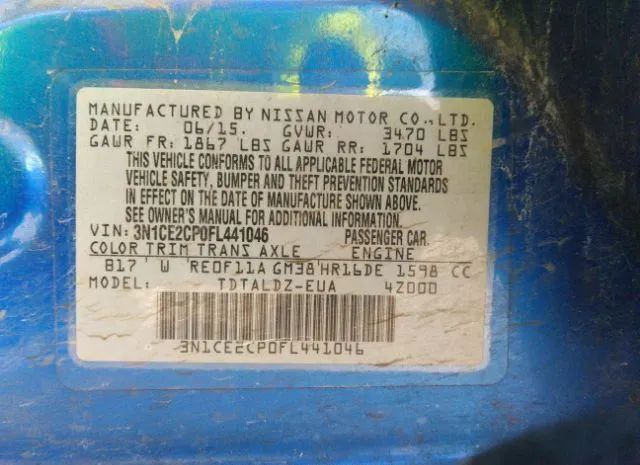 MANUFACTURED BY NISSAN MOTOR CO., LTD.
DATE: 06/15. GVWR: 3470 LBS
GAWR FR: 1867 LBS GAWR RR: 1704 LBS
THIS VEHICLE CONFORMS TO ALL APPLICABLE FEDERAL MOTOR
VEHICLE SAFETY, BUMPER AND THEFT PREVENTION STANDARDS
IN EFFECT ON THE DATE OF MANUFACTURE SHOWN ABOVE.
SEE OWNER'S MANUAL FOR ADDITIONAL INFORMATION.
VIN: 3N1CE2CP0FL441046 PASSENGER CAR.
COLOR TRIM TRANS AXLE ENGINE
B17 W RE0F11A GM38 HR16DE 1598 CC
MODEL: TDTALDZ-EUA 4Z000
3N1CE2CP0FL441046